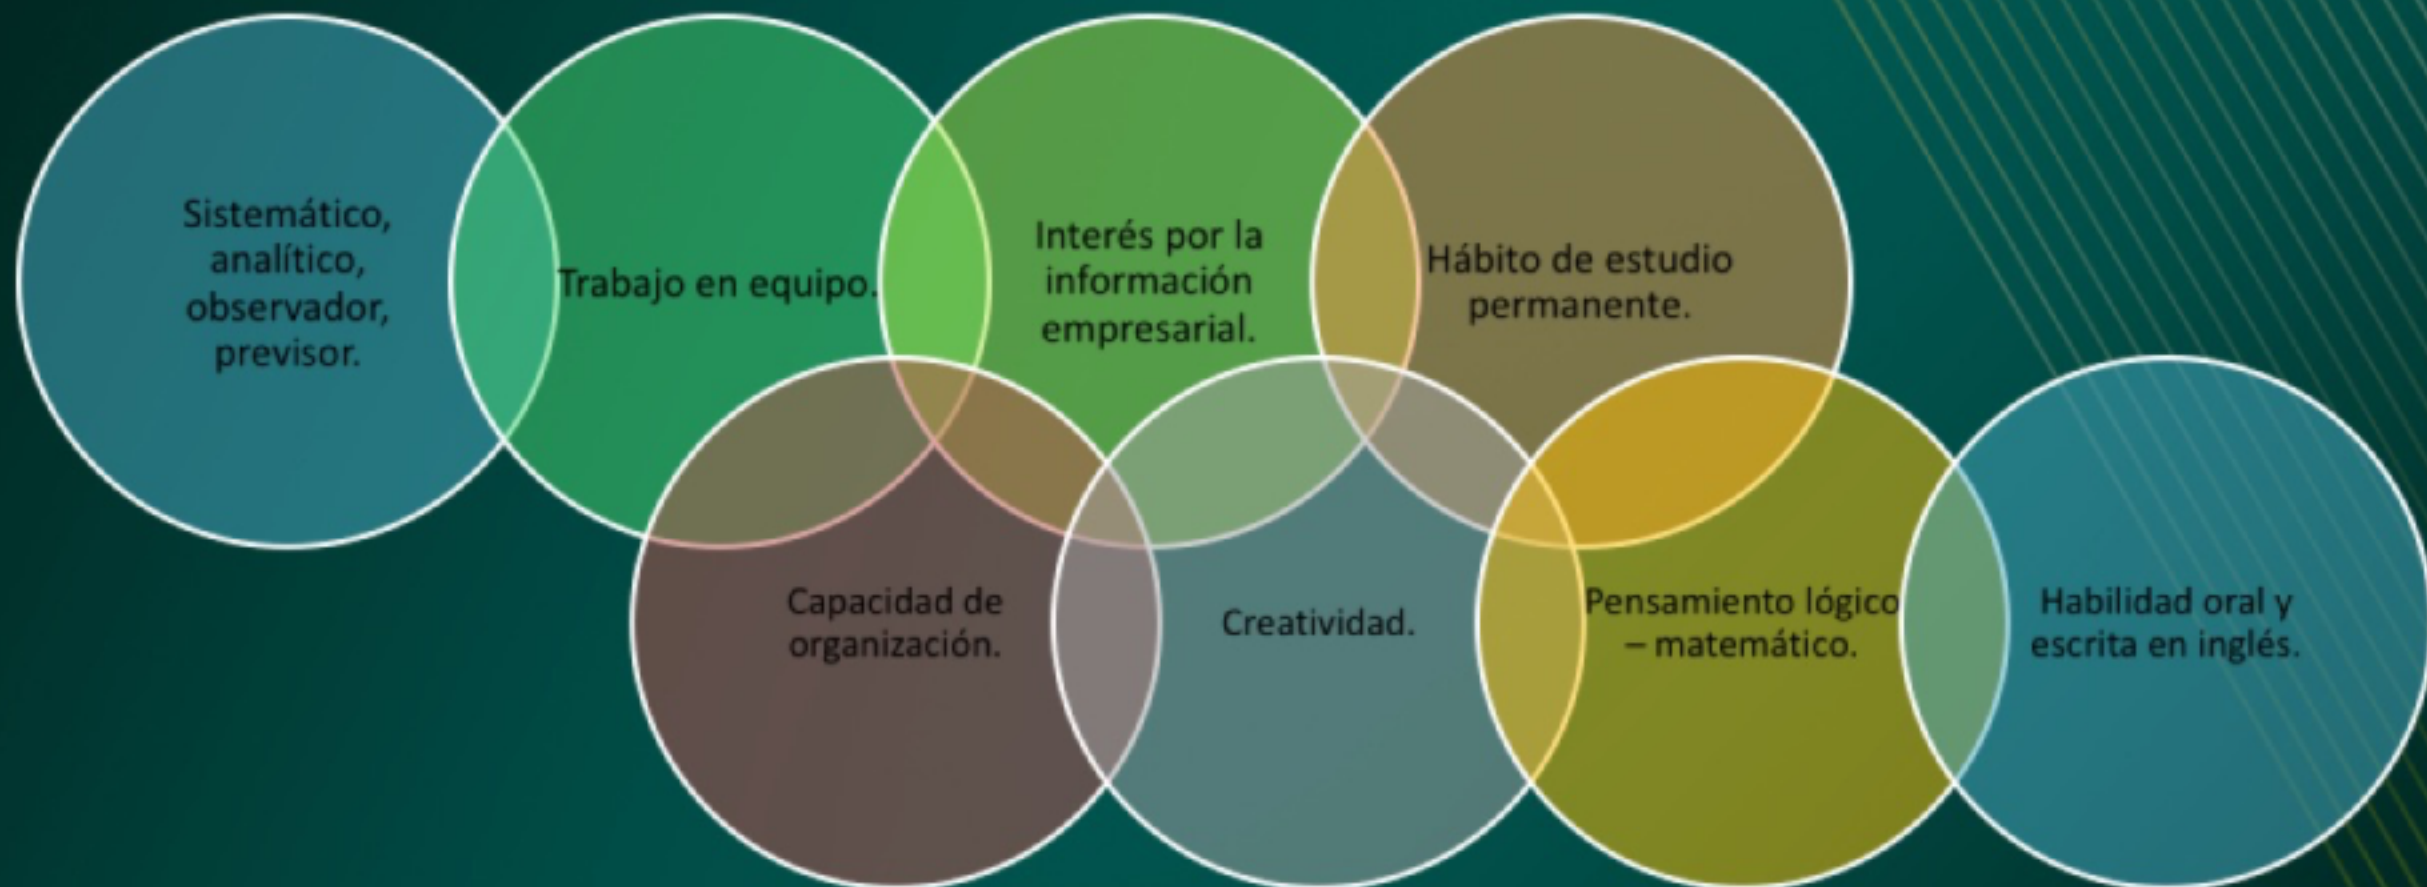 Sistemático,
analítico,
observador,
previsor.
Trabajo en equipo.
Interés por la
información
empresarial.
Hábito de estudio
permanente.
Capacidad de
organización.
Creatividad.
Pensamiento lógico
– matemático.
Habilidad oral y
escrita en inglés.